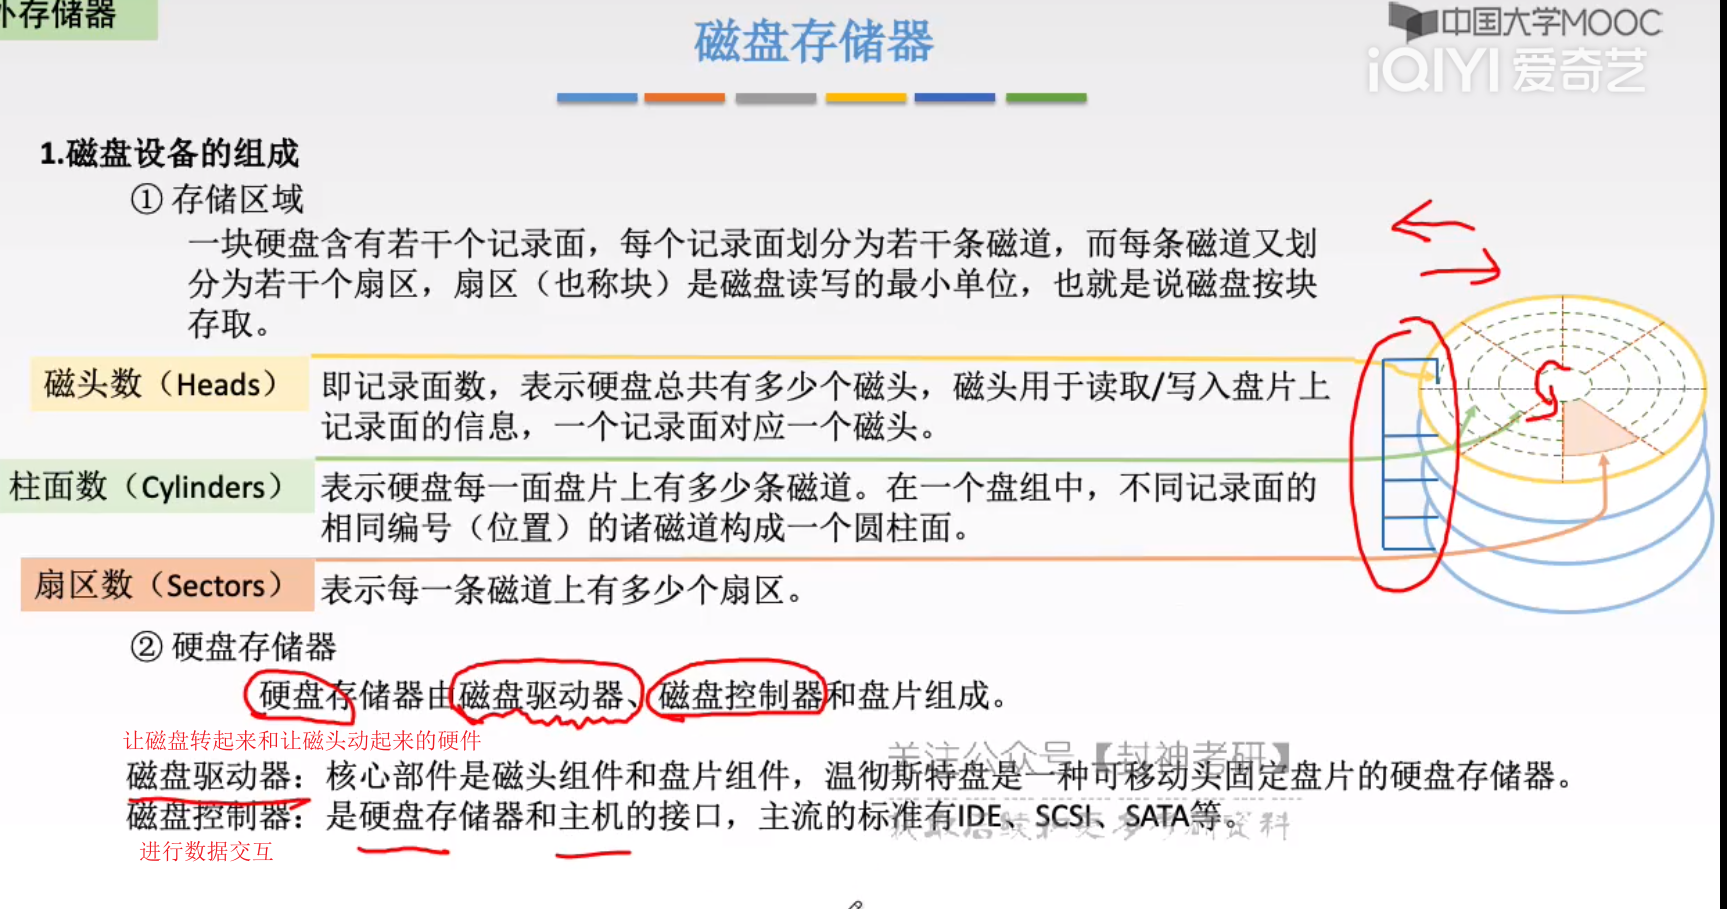 外存储器
磁盘存储器
中国大学MOOC
iQIYI 爱奇艺
1.磁盘设备的组成
① 存储区域
一块硬盘含有若干个记录面，每个记录面划分为若干条磁道，而每条磁道又划
分为若干个扇区，扇区（也称块）是磁盘读写的最小单位，也就是说磁盘按块
存取。
磁头数（Heads） 即记录面数，表示硬盘总共有多少个磁头，磁头用于读取/写入盘片上
记录面的信息，一个记录面对应一个磁头。
柱面数（Cylinders） 表示硬盘每一面盘片上有多少条磁道。在一个盘组中，不同记录面的
相同编号（位置）的诸磁道构成一个圆柱面。
扇区数（Sectors） 表示每一条磁道上有多少个扇区。
② 硬盘存储器
硬盘存储器由磁盘驱动器、磁盘控制器和盘片组成。
让磁盘转起来和让磁头动起来的硬件
关注公众号【封神考研】
磁盘驱动器：核心部件是磁头组件和盘片组件，温彻斯特盘是一种可移动头固定盘片的硬盘存储器。
磁盘控制器：是硬盘存储器和主机的接口，主流的标准有IDE、SCSI、SATA等。
进行数据交互